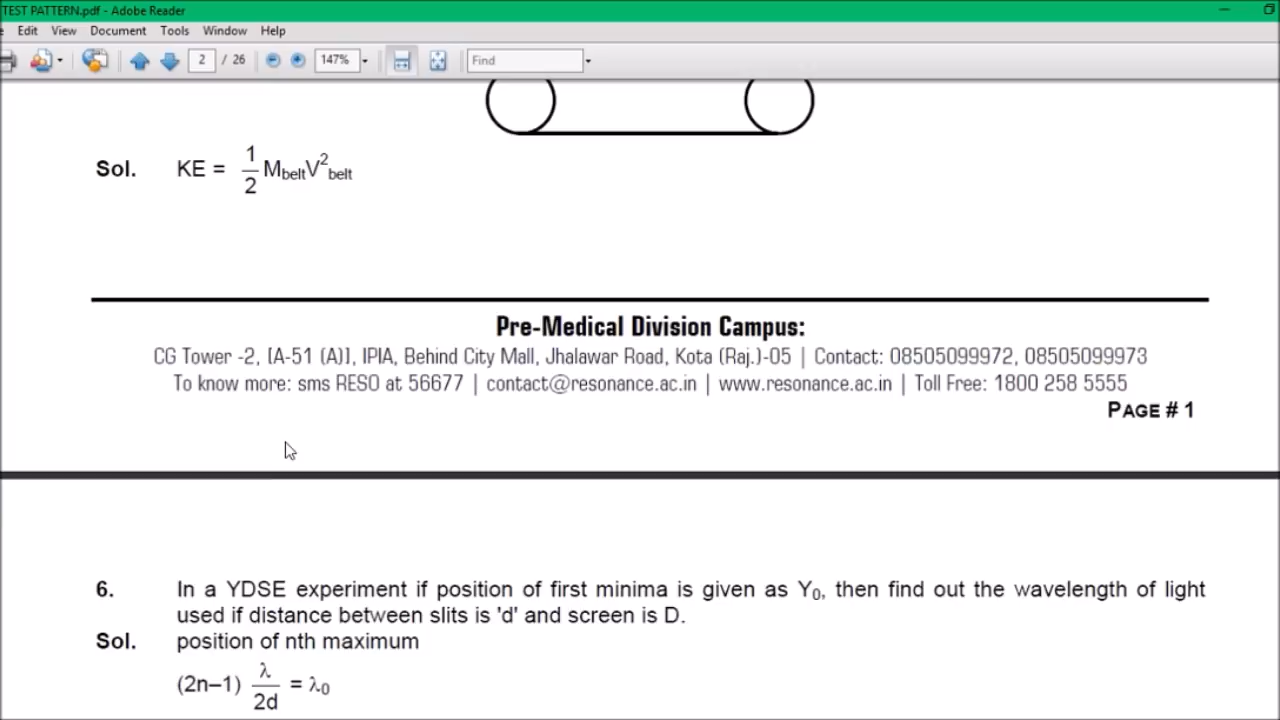 TEST PATTERN.pdf - Adobe Reader
Edit View Document Tools Window Help
2 / 26 147% Find
Sol. KE = 1/2 M_belt V^2_belt
Pre-Medical Division Campus:
CG Tower -2, [A-51 (A)], IPIA, Behind City Mall, Jhalawar Road, Kota (Raj.)-05 | Contact: 08505099972, 08505099973
To know more: sms RESO at 56677 | contact@resonance.ac.in | www.resonance.ac.in | Toll Free: 1800 258 5555
PAGE # 1
6. In a YDSE experiment if position of first minima is given as Y₀, then find out the wavelength of light
used if distance between slits is 'd' and screen is D.
Sol. position of nth maximum
(2n–1) λ/2d = λ₀